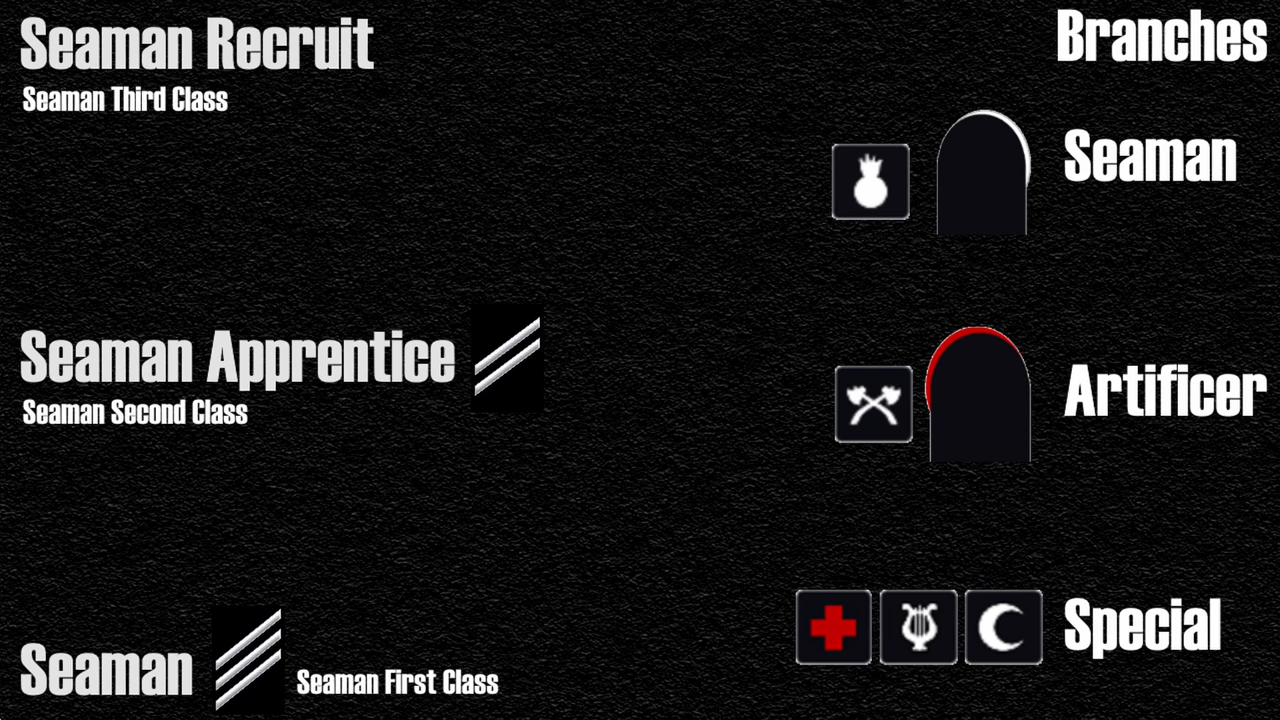 Seaman Recruit
Seaman Third Class
Seaman Apprentice
Seaman Second Class
Seaman
Seaman First Class
Branches
Seaman
Artificer
Special